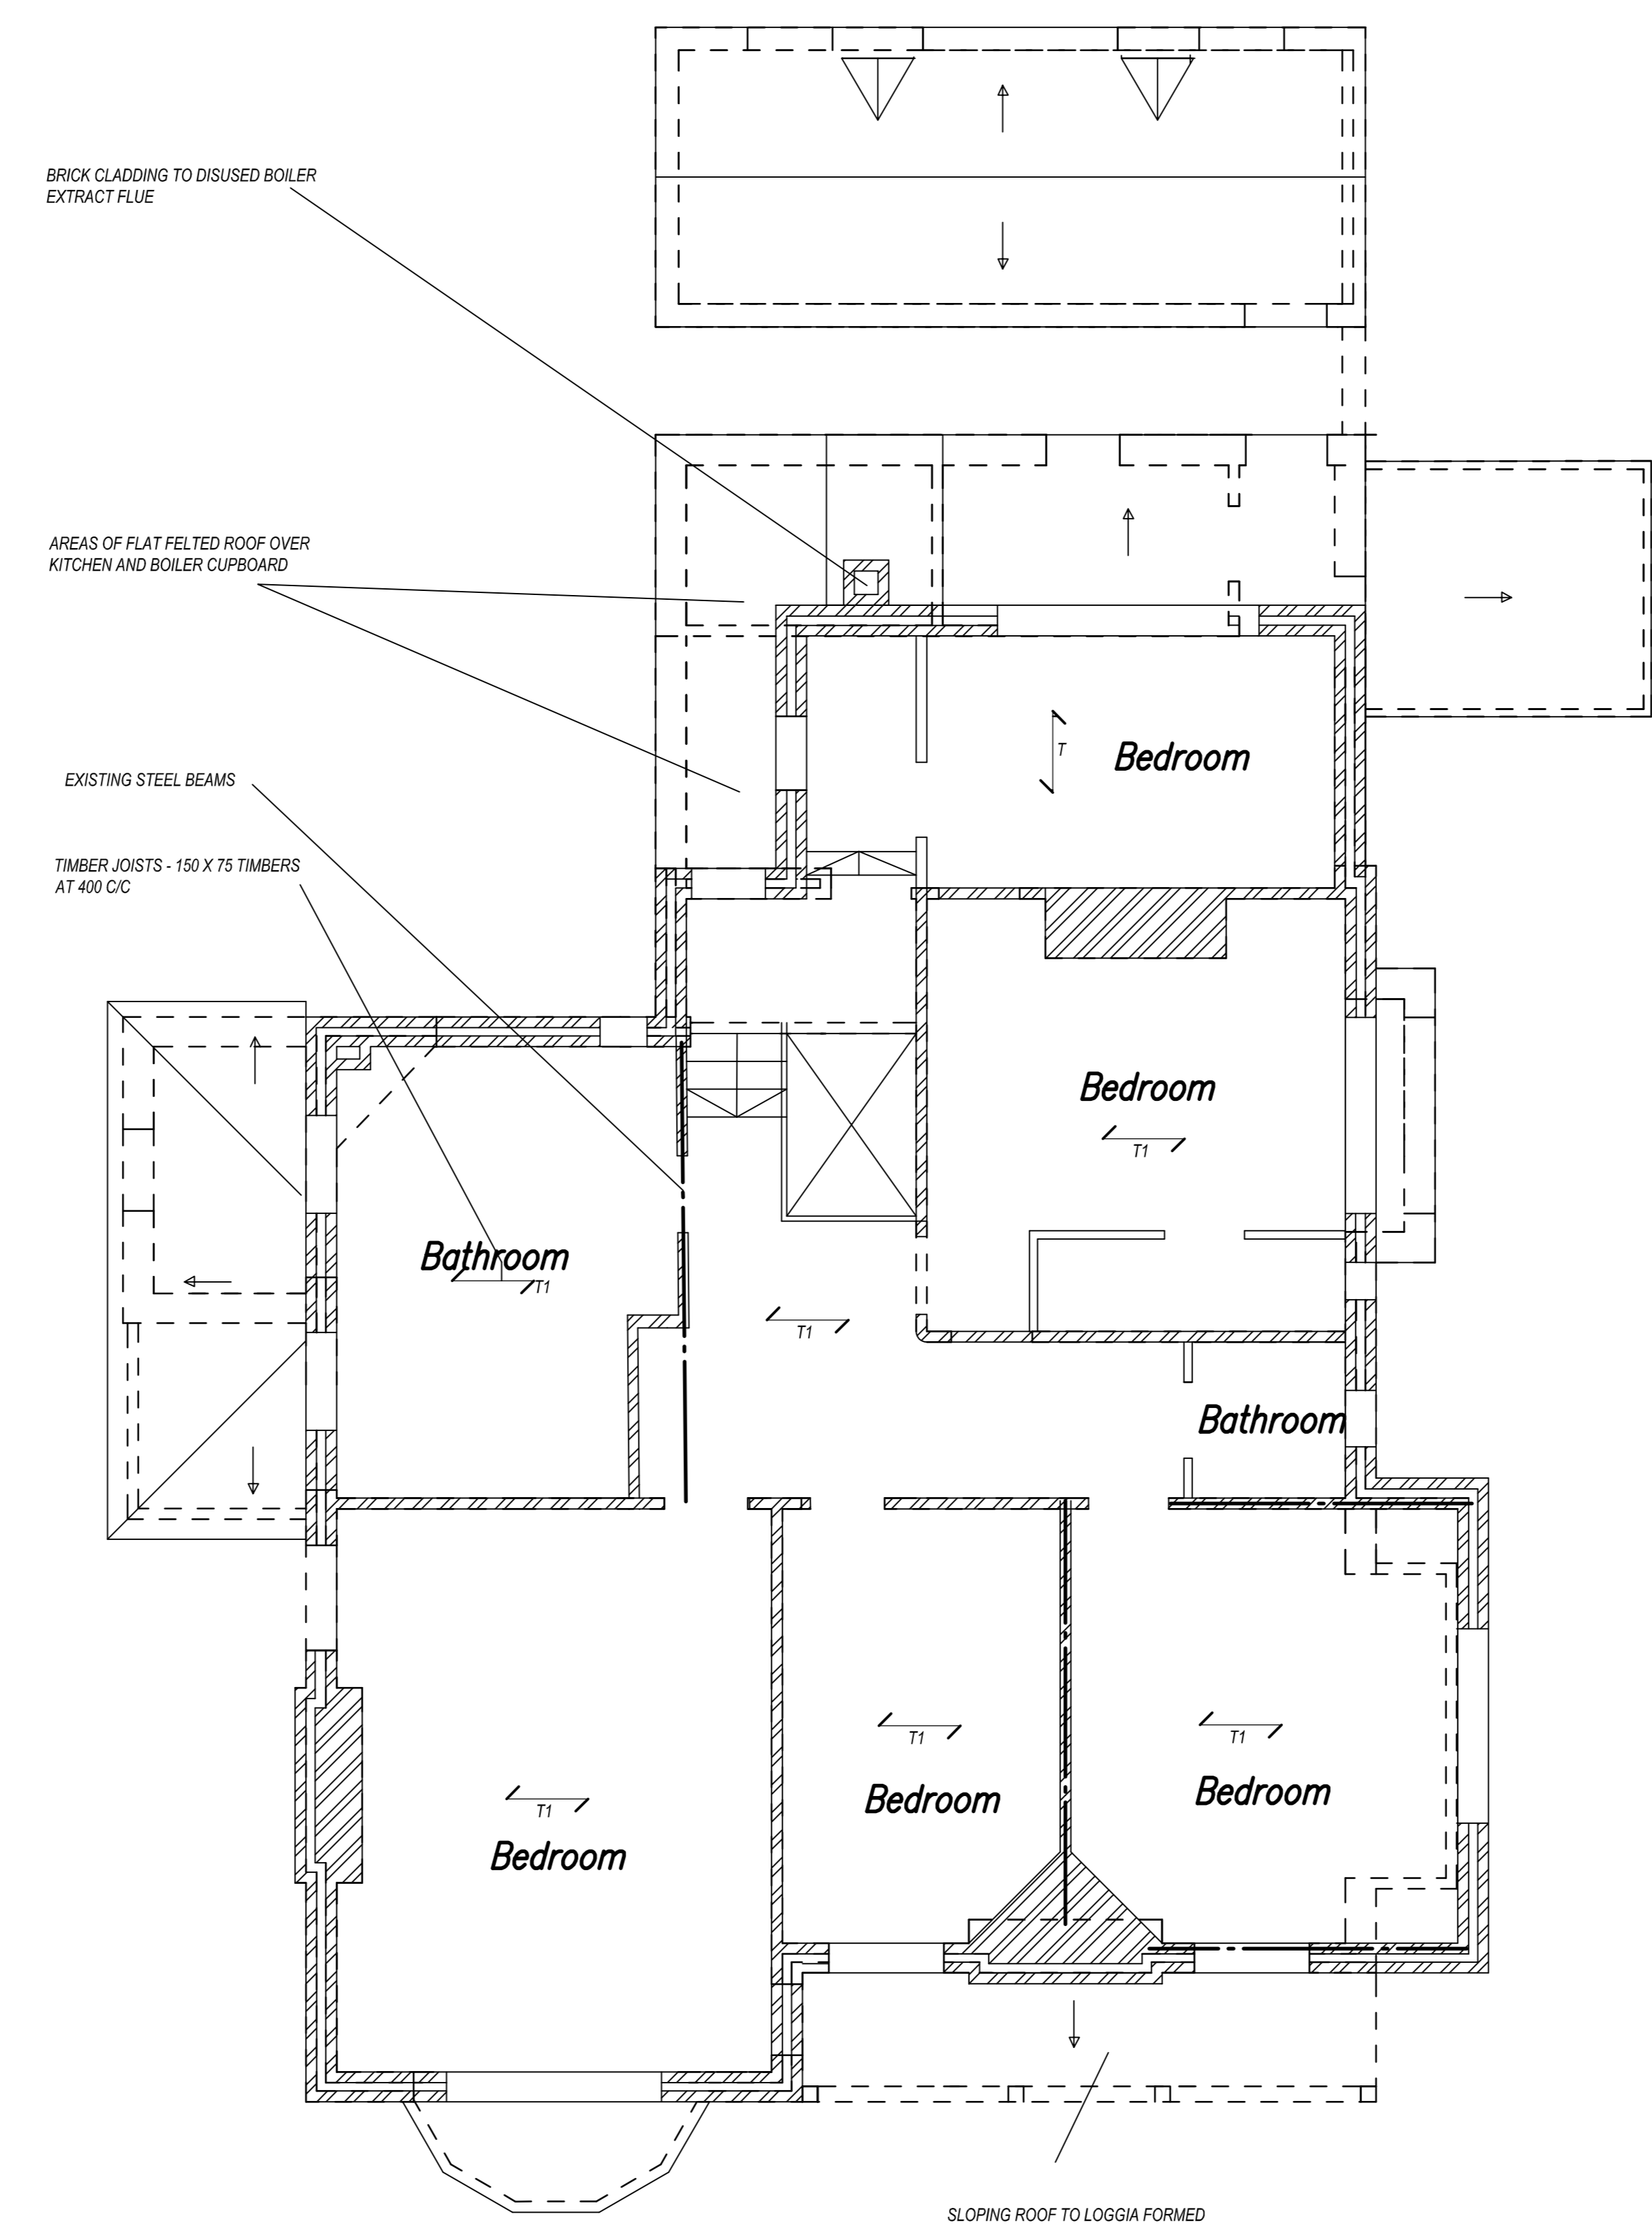 BRICK CLADDING TO DISUSED BOILER
EXTRACT FLUE
AREAS OF FLAT FELTED ROOF OVER
KITCHEN AND BOILER CUPBOARD
T
Bedroom
EXISTING STEEL BEAMS
TIMBER JOISTS - 150 X 75 TIMBERS
AT 400 C/C
Bedroom
T1
Bathroom
T1
T1
Bathroom
T1
T1
Bedroom
Bedroom
T1
Bedroom
SLOPING ROOF TO LOGGIA FORMED